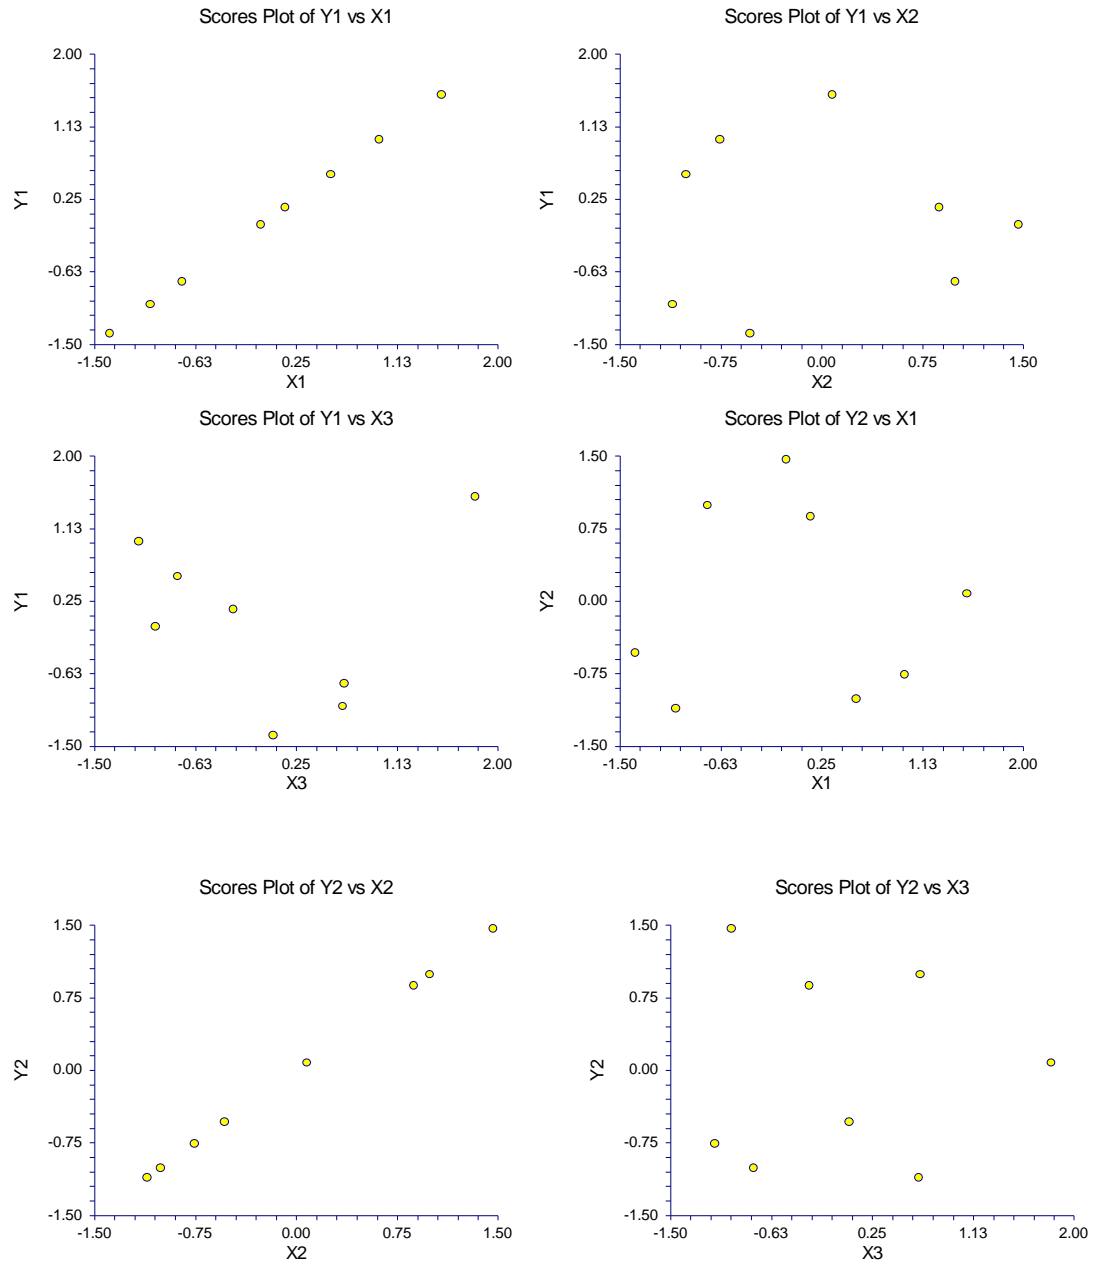 Scores Plot of Y1 vs X1
2.00
1.13
0.25
-0.63
-1.50
Y1
-1.50 -0.63 0.25 1.13 2.00
X1
Scores Plot of Y1 vs X2
2.00
1.13
0.25
-0.63
-1.50
Y1
-1.50 -0.75 0.00 0.75 1.50
X2
Scores Plot of Y1 vs X3
2.00
1.13
0.25
-0.63
-1.50
Y1
-1.50 -0.63 0.25 1.13 2.00
X3
Scores Plot of Y2 vs X1
1.50
0.75
0.00
-0.75
-1.50
Y2
-1.50 -0.63 0.25 1.13 2.00
X1
Scores Plot of Y2 vs X2
1.50
0.75
0.00
-0.75
-1.50
Y2
-1.50 -0.75 0.00 0.75 1.50
X2
Scores Plot of Y2 vs X3
1.50
0.75
0.00
-0.75
-1.50
Y2
-1.50 -0.63 0.25 1.13 2.00
X3